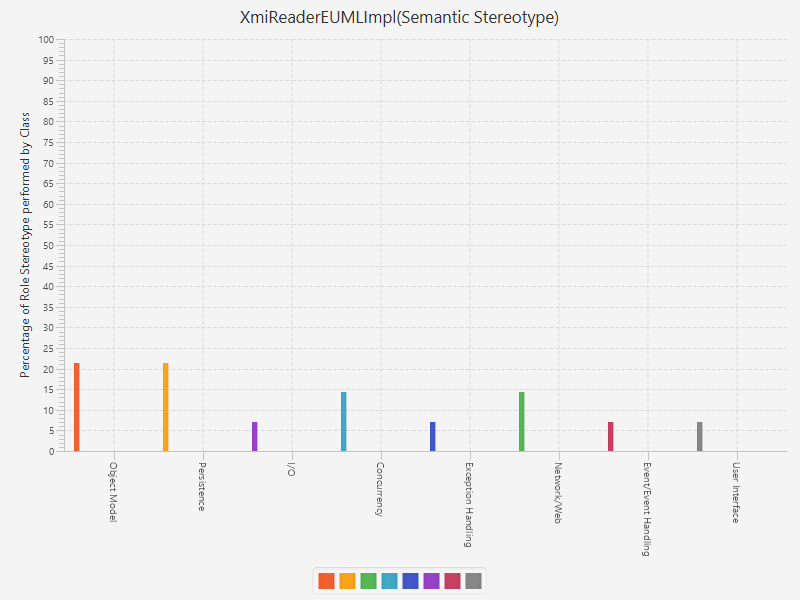 XmiReaderEUMLImpl(Semantic Stereotype)
Percentage of Role Stereotype performed by Class
100
95
90
85
80
75
70
65
60
55
50
45
40
35
30
25
20
15
10
5
0
Object Model
Persistence
I/O
Concurrency
Exception Handling
Network/Web
Event/Event Handling
User Interface